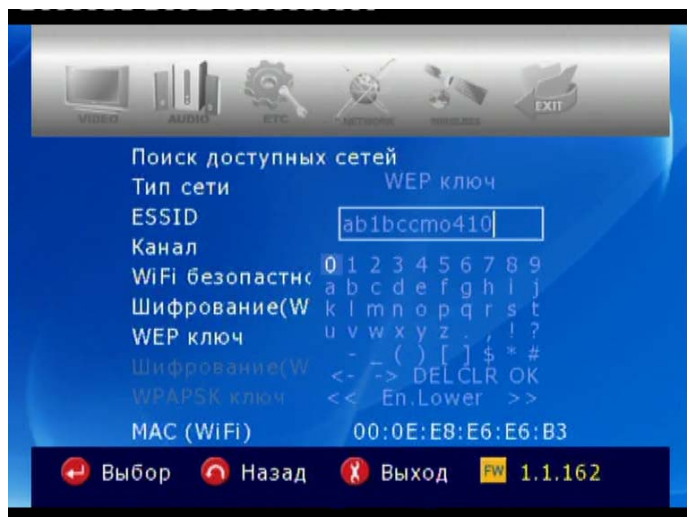 VIDEO AUDIO ETC NETWORK WIRELESS EXIT
Поиск доступных сетей
Тип сети
WEP ключ
ESSID
ab1bccmo410
Канал
WiFi безопастнс
0 1 2 3 4 5 6 7 8 9
a b c d e f g h i j
Шифрование(W
k l m n o p q r s t
WEP ключ
u v w x y z . , ! ?
- _ ( ) [ ] $ * #
Шифрование(W
<- -> DEL CLR OK
WPAPSK ключ
<< En.Lower >>
MAC (WiFi) 00:0E:E8:E6:E6:B3
Выбор Назад Выход FW 1.1.162